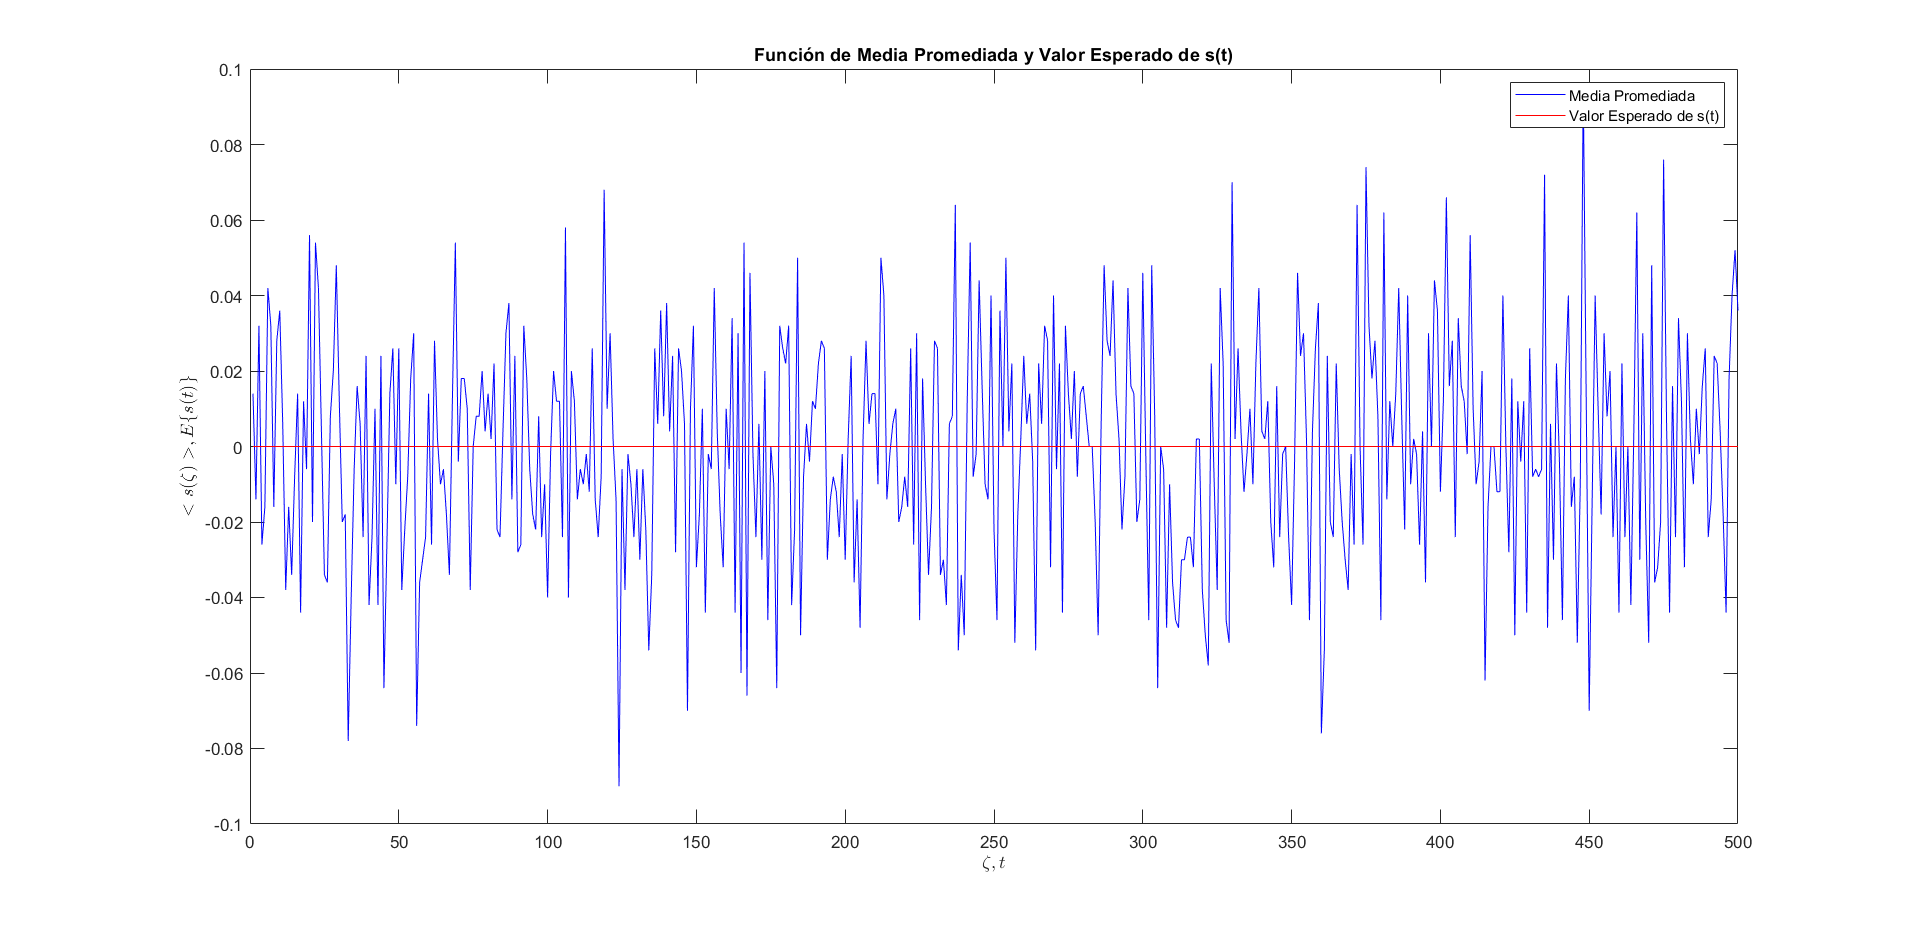 Función de Media Promediada y Valor Esperado de s(t)
Media Promediada
Valor Esperado de s(t)
0.1
0.08
0.06
0.04
0.02
0
-0.02
-0.04
-0.06
-0.08
-0.1
< s(ζ) >, E{s(t)}
0 50 100 150 200 250 300 350 400 450 500
ζ, t